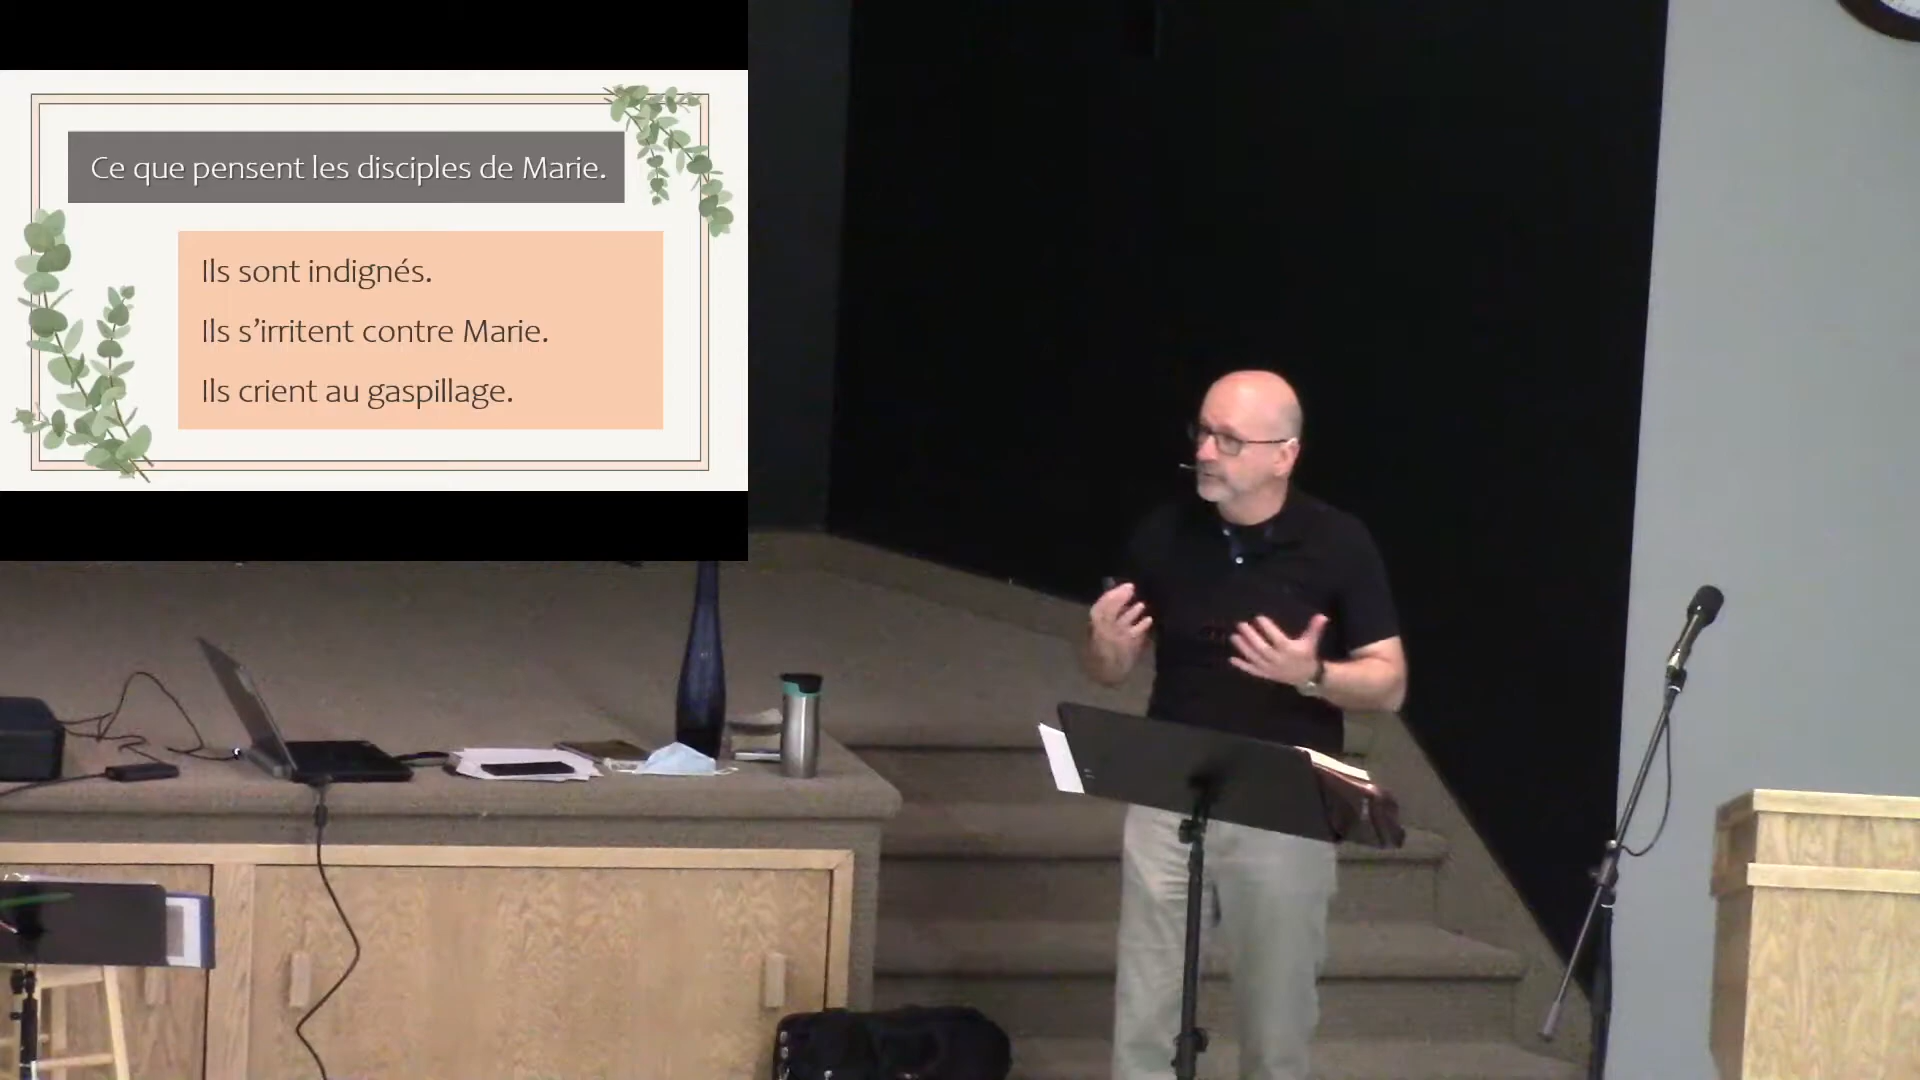 Ce que pensent les disciples de Marie.
Ils sont indignés.
Ils s’irritent contre Marie.
Ils crient au gaspillage.